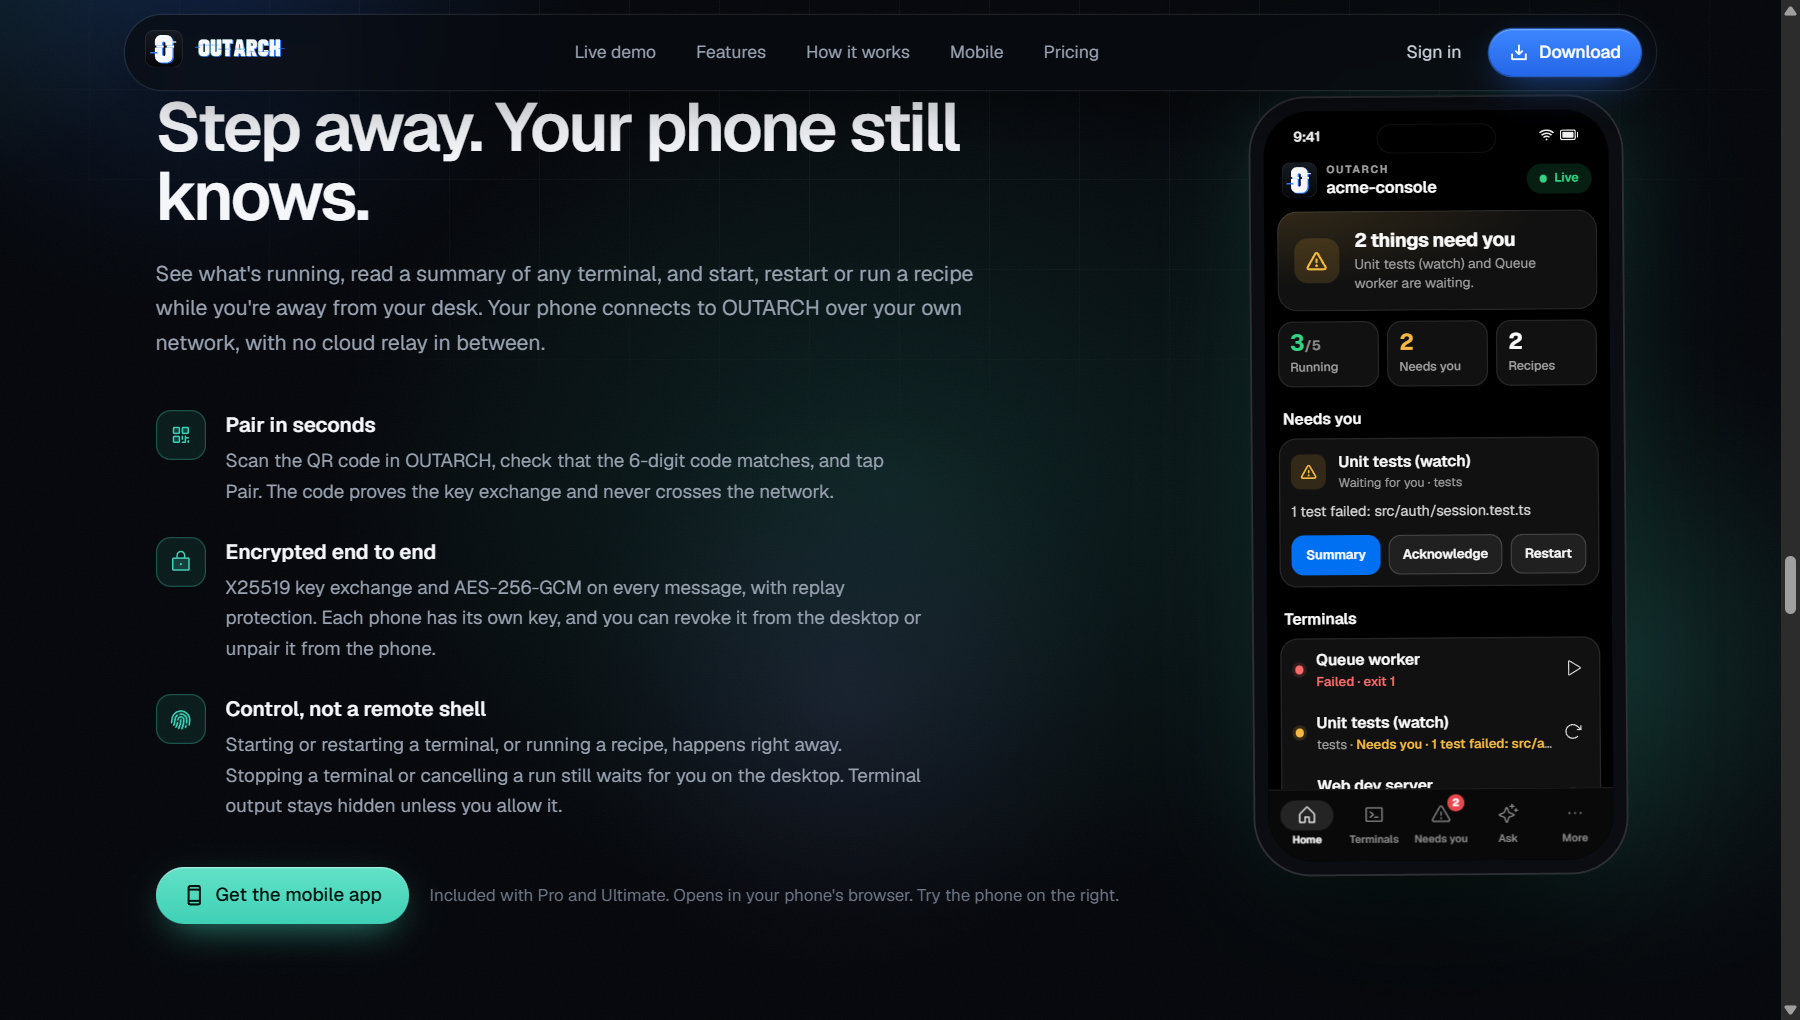 OUTARCH
Live demo
Features
How it works
Mobile
Pricing
Sign in
Download
Step away. Your phone still
knows.
See what's running, read a summary of any terminal, and start, restart or run a recipe
while you're away from your desk. Your phone connects to OUTARCH over your own
network, with no cloud relay in between.
Pair in seconds
Scan the QR code in OUTARCH, check that the 6-digit code matches, and tap
Pair. The code proves the key exchange and never crosses the network.
Encrypted end to end
X25519 key exchange and AES-256-GCM on every message, with replay
protection. Each phone has its own key, and you can revoke it from the desktop or
unpair it from the phone.
Control, not a remote shell
Starting or restarting a terminal, or running a recipe, happens right away.
Stopping a terminal or cancelling a run still waits for you on the desktop. Terminal
output stays hidden unless you allow it.
Get the mobile app
Included with Pro and Ultimate. Opens in your phone's browser. Try the phone on the right.
9:41
OUTARCH
acme-console
Live
2 things need you
Unit tests (watch) and Queue
worker are waiting.
3/5
Running
2
Needs you
2
Recipes
Needs you
Unit tests (watch)
Waiting for you · tests
1 test failed: src/auth/session.test.ts
Summary
Acknowledge
Restart
Terminals
Queue worker
Failed · exit 1
Unit tests (watch)
tests · Needs you · 1 test failed: src/a...
Web dev server
2
Home
Terminals
Needs you
Ask
More